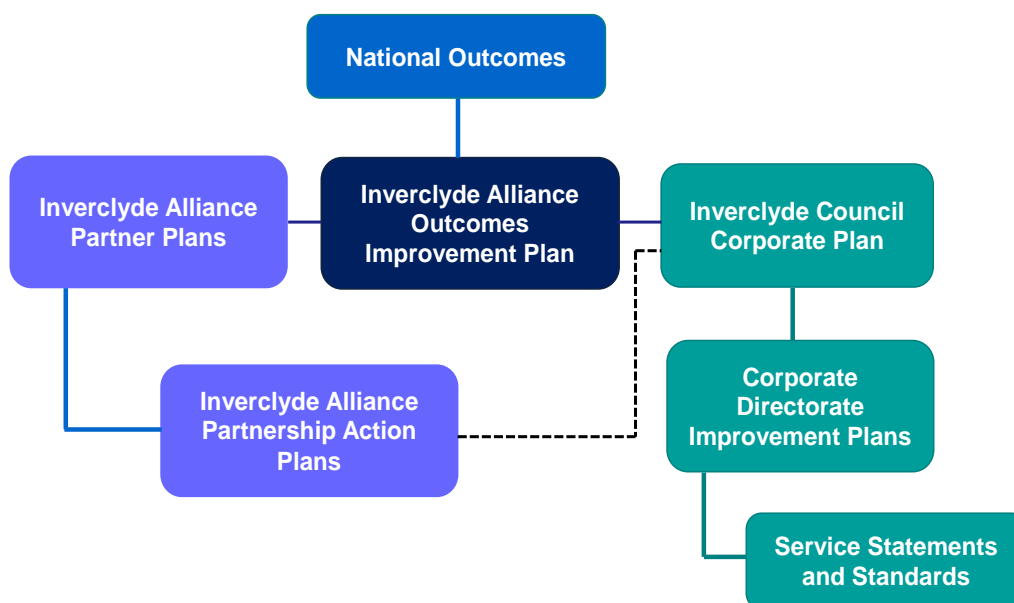 National Outcomes
Inverclyde Alliance
Partner Plans
Inverclyde Alliance
Outcomes
Improvement Plan
Inverclyde Council
Corporate Plan
Inverclyde Alliance
Partnership Action
Plans
Corporate
Directorate
Improvement Plans
Service Statements
and Standards